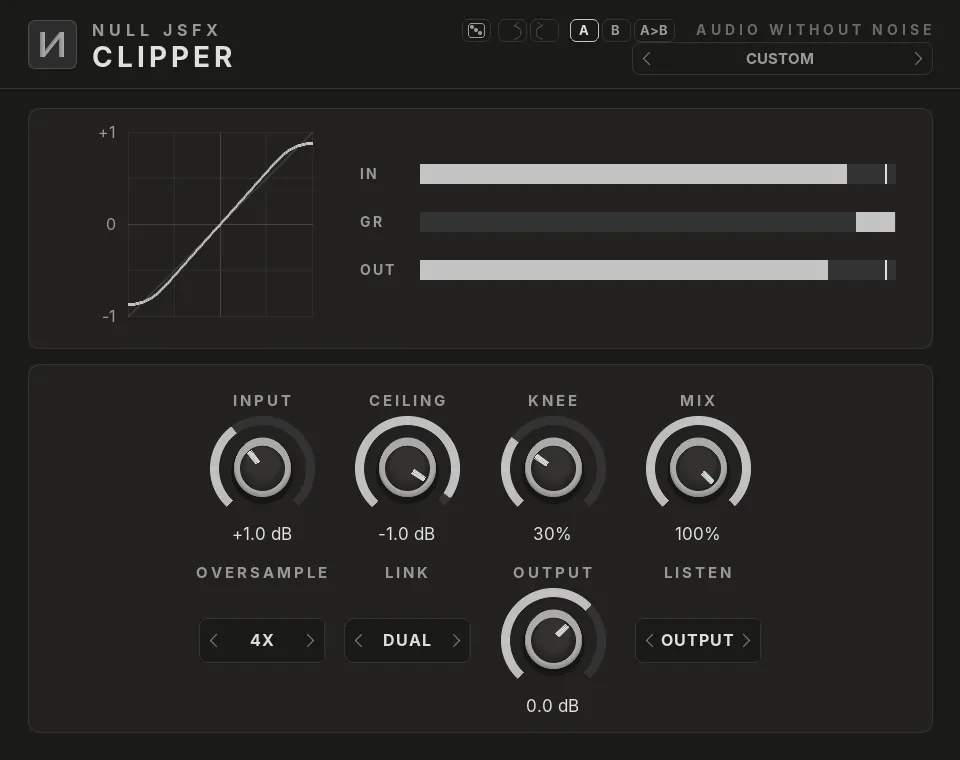 NULL JSFX
CLIPPER
A B A>B AUDIO WITHOUT NOISE
CUSTOM
+1
0
-1
IN
GR
OUT
INPUT CEILING KNEE MIX
+1.0 dB -1.0 dB 30% 100%
OVERSAMPLE LINK OUTPUT LISTEN
4X DUAL OUTPUT
0.0 dB